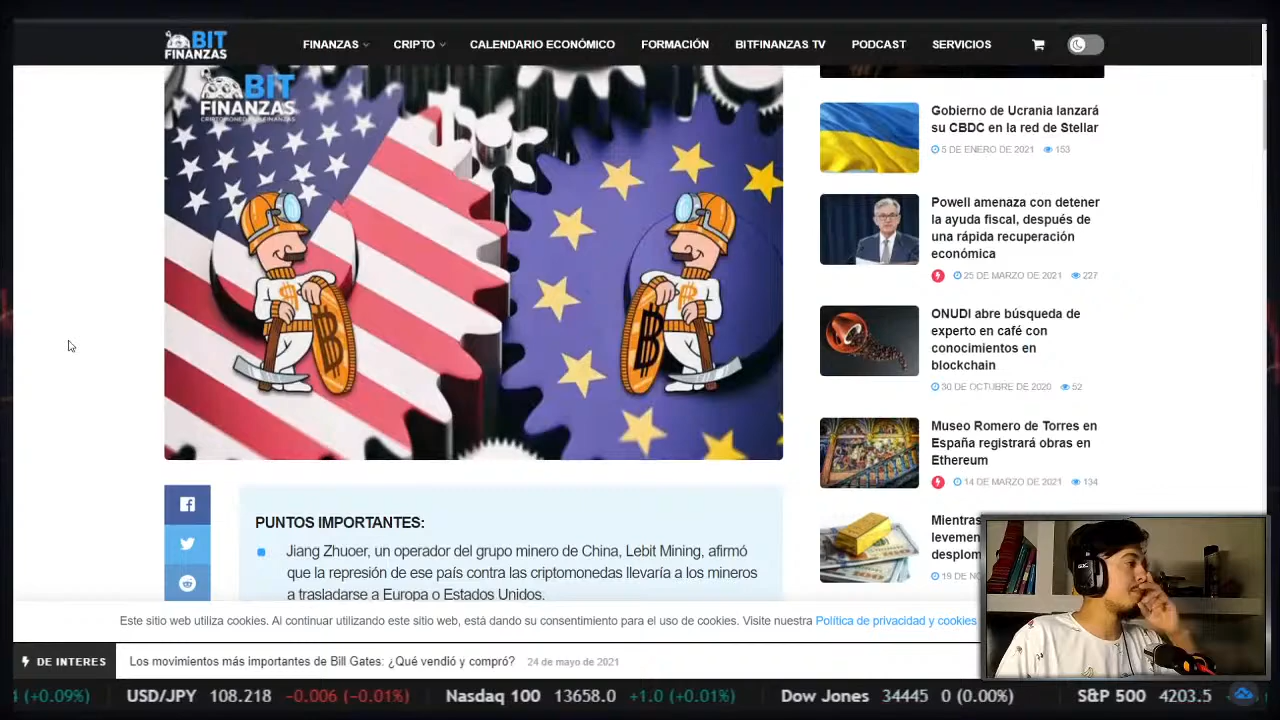 BIT
FINANZAS
FINANZAS
CRIPTO
CALENDARIO ECONÓMICO
FORMACIÓN
BITFINANZAS TV
PODCAST
SERVICIOS
BIT
FINANZAS
Gobierno de Ucrania lanzará
su CBDC en la red de Stellar
5 DE ENERO DE 2021 153
Powell amenaza con detener
la ayuda fiscal, después de
una rápida recuperación
económica
25 DE MARZO DE 2021 227
ONUDI abre búsqueda de
experto en café con
conocimientos en
blockchain
30 DE OCTUBRE DE 2020 52
Museo Romero de Torres en
España registrará obras en
Ethereum
14 DE MARZO DE 2021 134
Mientras
levemen
desplom
19 DE NO
PUNTOS IMPORTANTES:
Jiang Zhuoer, un operador del grupo minero de China, Lebit Mining, afirmó
que la represión de ese país contra las criptomonedas llevaría a los mineros
a trasladarse a Europa o Estados Unidos.
Este sitio web utiliza cookies. Al continuar utilizando este sitio web, está dando su consentimiento para el uso de cookies. Visite nuestra Política de privacidad y cookies
DE INTERES
Los movimientos más importantes de Bill Gates: ¿Qué vendió y compró? 24 de mayo de 2021
(+0.09%) USD/JPY 108.218 −0.006 (−0.01%) Nasdaq 100 13658.0 +1.0 (+0.01%) Dow Jones 34445 0 (0.00%) S&P 500 4203.5